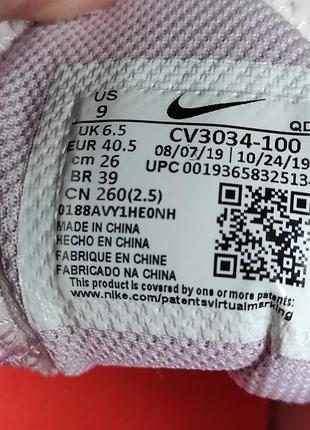 US
9
QD
UK 6.5
CV3034-100
EUR 40.5
08/07/19 | 10/24/19
cm 26
UPC 0019365832513
BR 39
CN 260(2.5)
0188AVY1HE0NH
MADE IN CHINA
HECHO EN CHINA
FABRIQUE EN CHINE
FABRICADO NA CHINA
This product is covered by one or more patents:
www.nike.com/patentsvirtualmarking